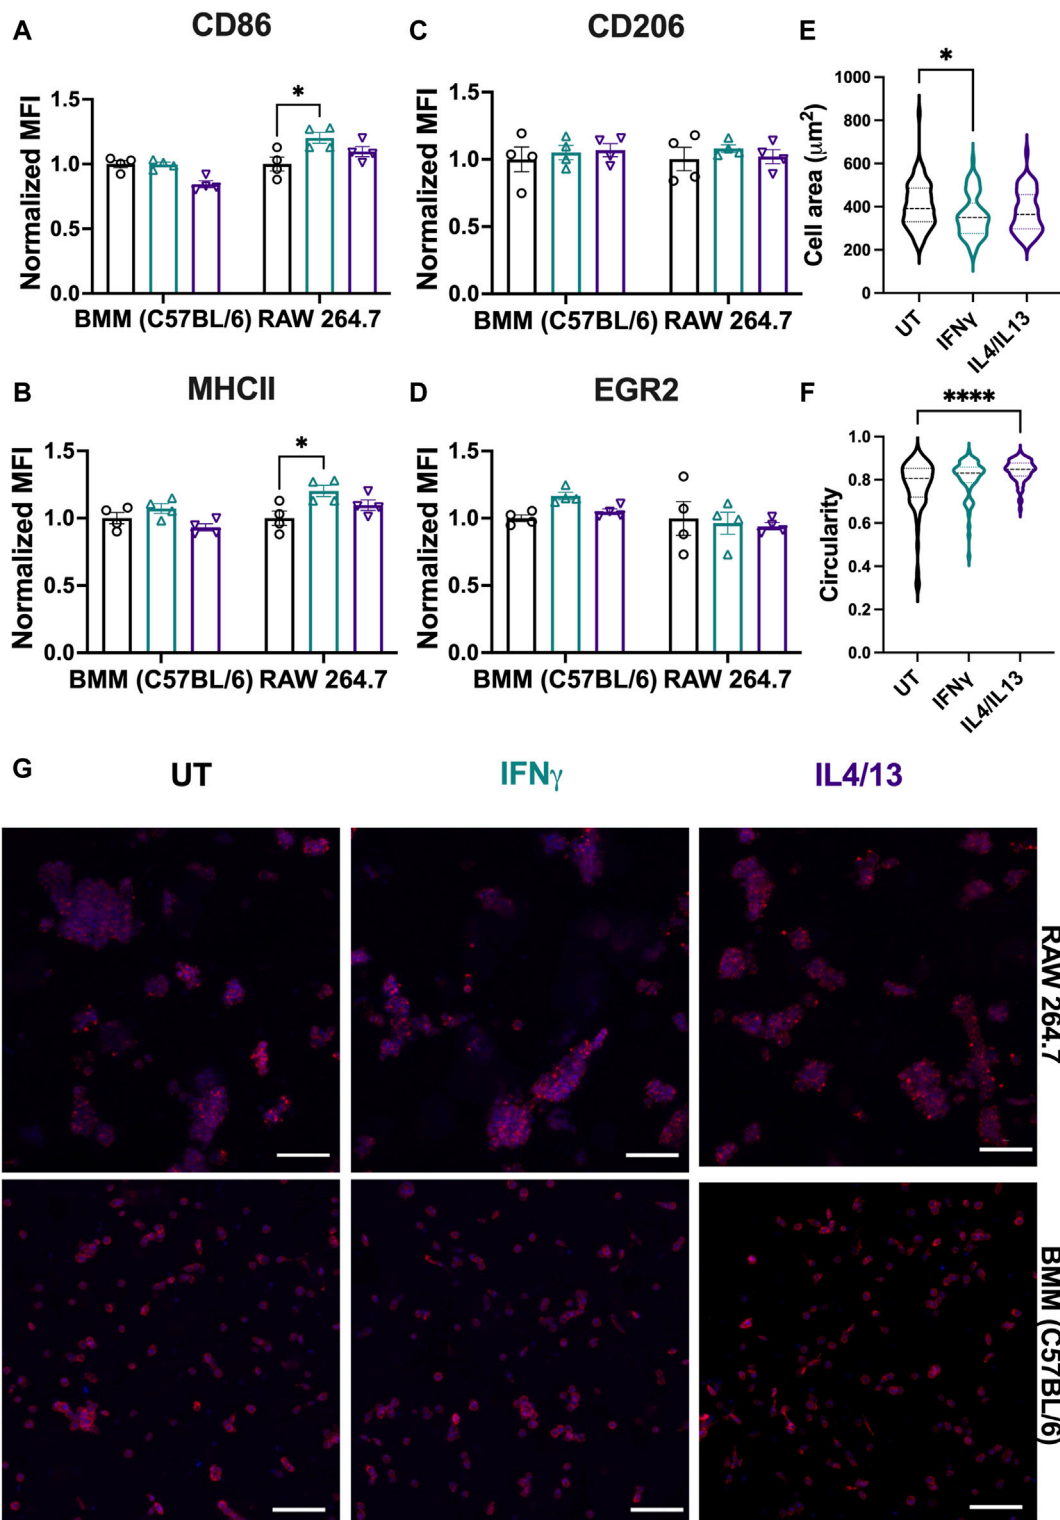 A
CD86
Normalized MFI
1.5
1.0
0.5
0.0
*
BMM (C57BL/6) RAW 264.7
C
CD206
Normalized MFI
1.5
1.0
0.5
0.0
BMM (C57BL/6) RAW 264.7
E
Cell area (μm²)
1000
800
600
400
200
0
*
UT
IFNγ
IL4/IL13
B
MHCII
Normalized MFI
1.5
1.0
0.5
0.0
*
BMM (C57BL/6) RAW 264.7
D
EGR2
Normalized MFI
1.5
1.0
0.5
0.0
BMM (C57BL/6) RAW 264.7
F
Circularity
1.0
0.8
0.6
0.4
0.2
0.0
****
UT
IFNγ
IL4/IL13
G
UT
IFNγ
IL4/13
RAW 264.7
BMM (C57BL/6)